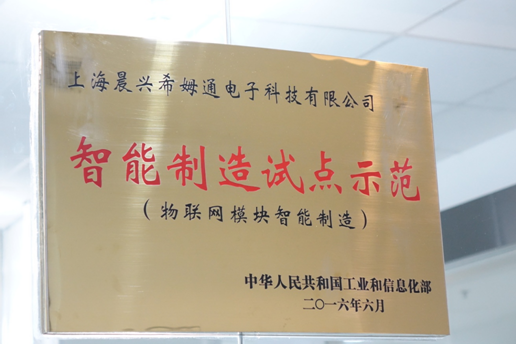 上海晨兴希姆通电子科技有限公司
智能制造试点示范
（物联网模块智能制造）
中华人民共和国工业和信息化部
二〇一六年六月